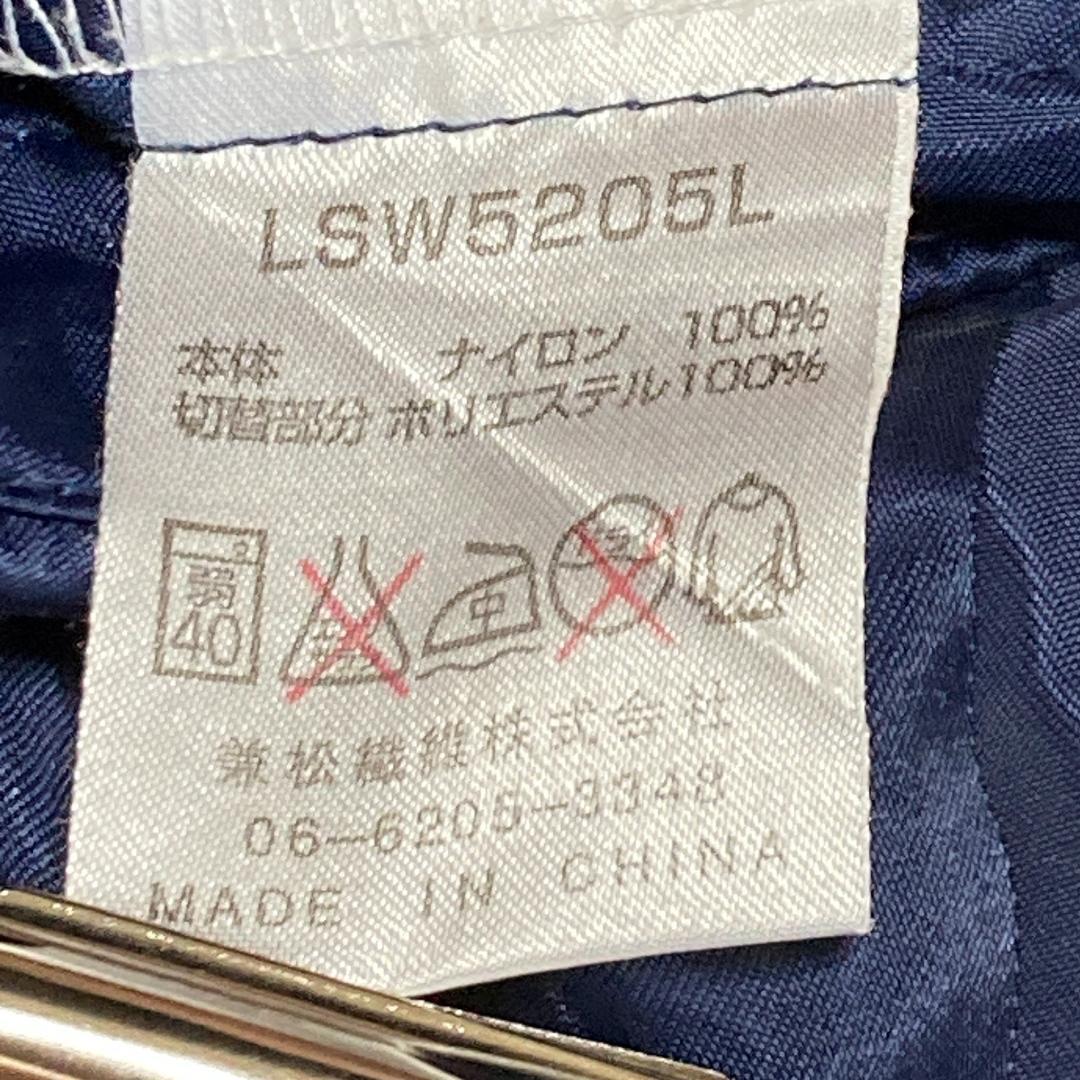 LSW5205L
本体 ナイロン 100%
切替部分 ポリエステル100%
弱
40
中
兼松繊維株式会社
06-6205-3348
MADE IN CHINA